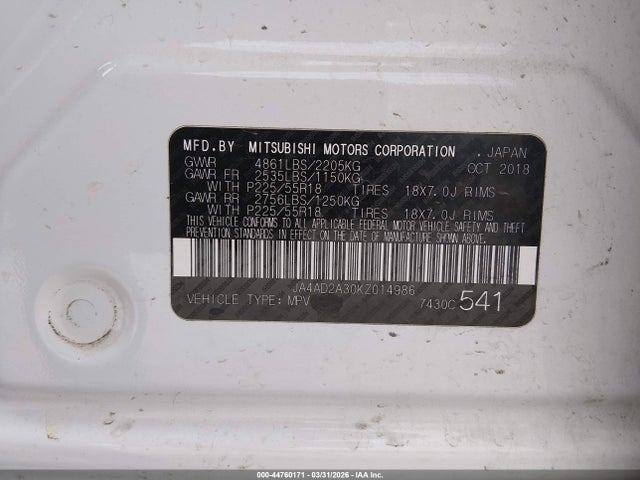 MFD.BY MITSUBISHI MOTORS CORPORATION , JAPAN
GVWR 4861LBS/2205KG OCT 2018
GAWR FR 2535LBS/1150KG
WITH P225/55R18 TIRES 18X7.0J RIMS
GAWR RR 2756LBS/1250KG
WITH P225/55R18 TIRES 18X7.0J RIMS
THIS VEHICLE CONFORMS TO ALL APPLICABLE FEDERAL MOTOR VEHICLE
SAFETY STANDARDS IN EFFECT ON THE DATE OF MANUFACTURE SHOWN ABOVE.
JA4AD2A30KZ014986
VEHICLE TYPE: MPV 7430C 541
000-44760171 - 03/31/2026 - IAA Inc.